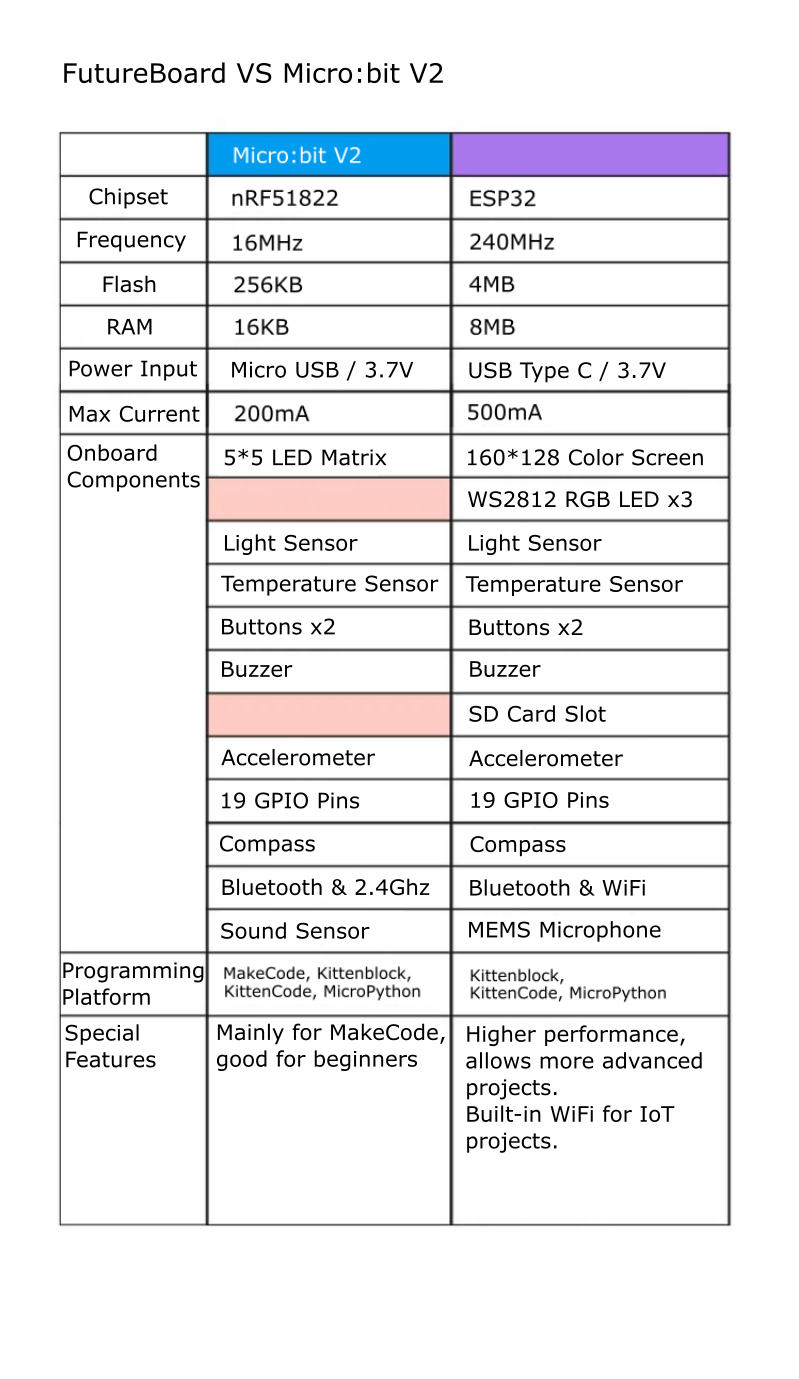 FutureBoard VS Micro:bit V2
Micro:bit V2
Chipset nRF51822 ESP32
Frequency 16MHz 240MHz
Flash 256KB 4MB
RAM 16KB 8MB
Power Input Micro USB / 3.7V USB Type C / 3.7V
Max Current 200mA 500mA
Onboard
Components
5*5 LED Matrix 160*128 Color Screen
WS2812 RGB LED x3
Light Sensor Light Sensor
Temperature Sensor Temperature Sensor
Buttons x2 Buttons x2
Buzzer Buzzer
SD Card Slot
Accelerometer Accelerometer
19 GPIO Pins 19 GPIO Pins
Compass Compass
Bluetooth & 2.4Ghz Bluetooth & WiFi
Sound Sensor MEMS Microphone
Programming
Platform
MakeCode, Kittenblock,
KittenCode, MicroPython
Kittenblock,
KittenCode, MicroPython
Special
Features
Mainly for MakeCode,
good for beginners
Higher performance,
allows more advanced
projects.
Built-in WiFi for IoT
projects.